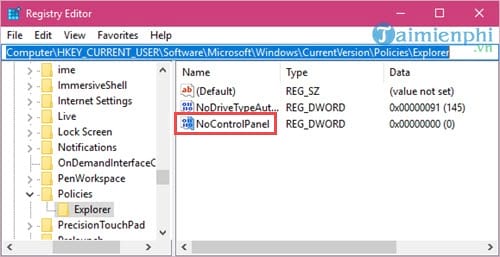 Registry Editor
Taimienphi
.vn
File Edit View Favorites Help
Computer\HKEY_CURRENT_USER\Software\Microsoft\Windows\CurrentVersion\Policies\Explorer
ime
ImmersiveShell
Internet Settings
Live
Lock Screen
Notifications
OnDemandInterfaceC
PenWorkspace
Policies
Explorer
PrecisionTouchPad
Name Type Data
(Default) REG_SZ (value not set)
NoDriveTypeAut... REG_DWORD 0x00000091 (145)
NoControlPanel REG_DWORD 0x00000000 (0)